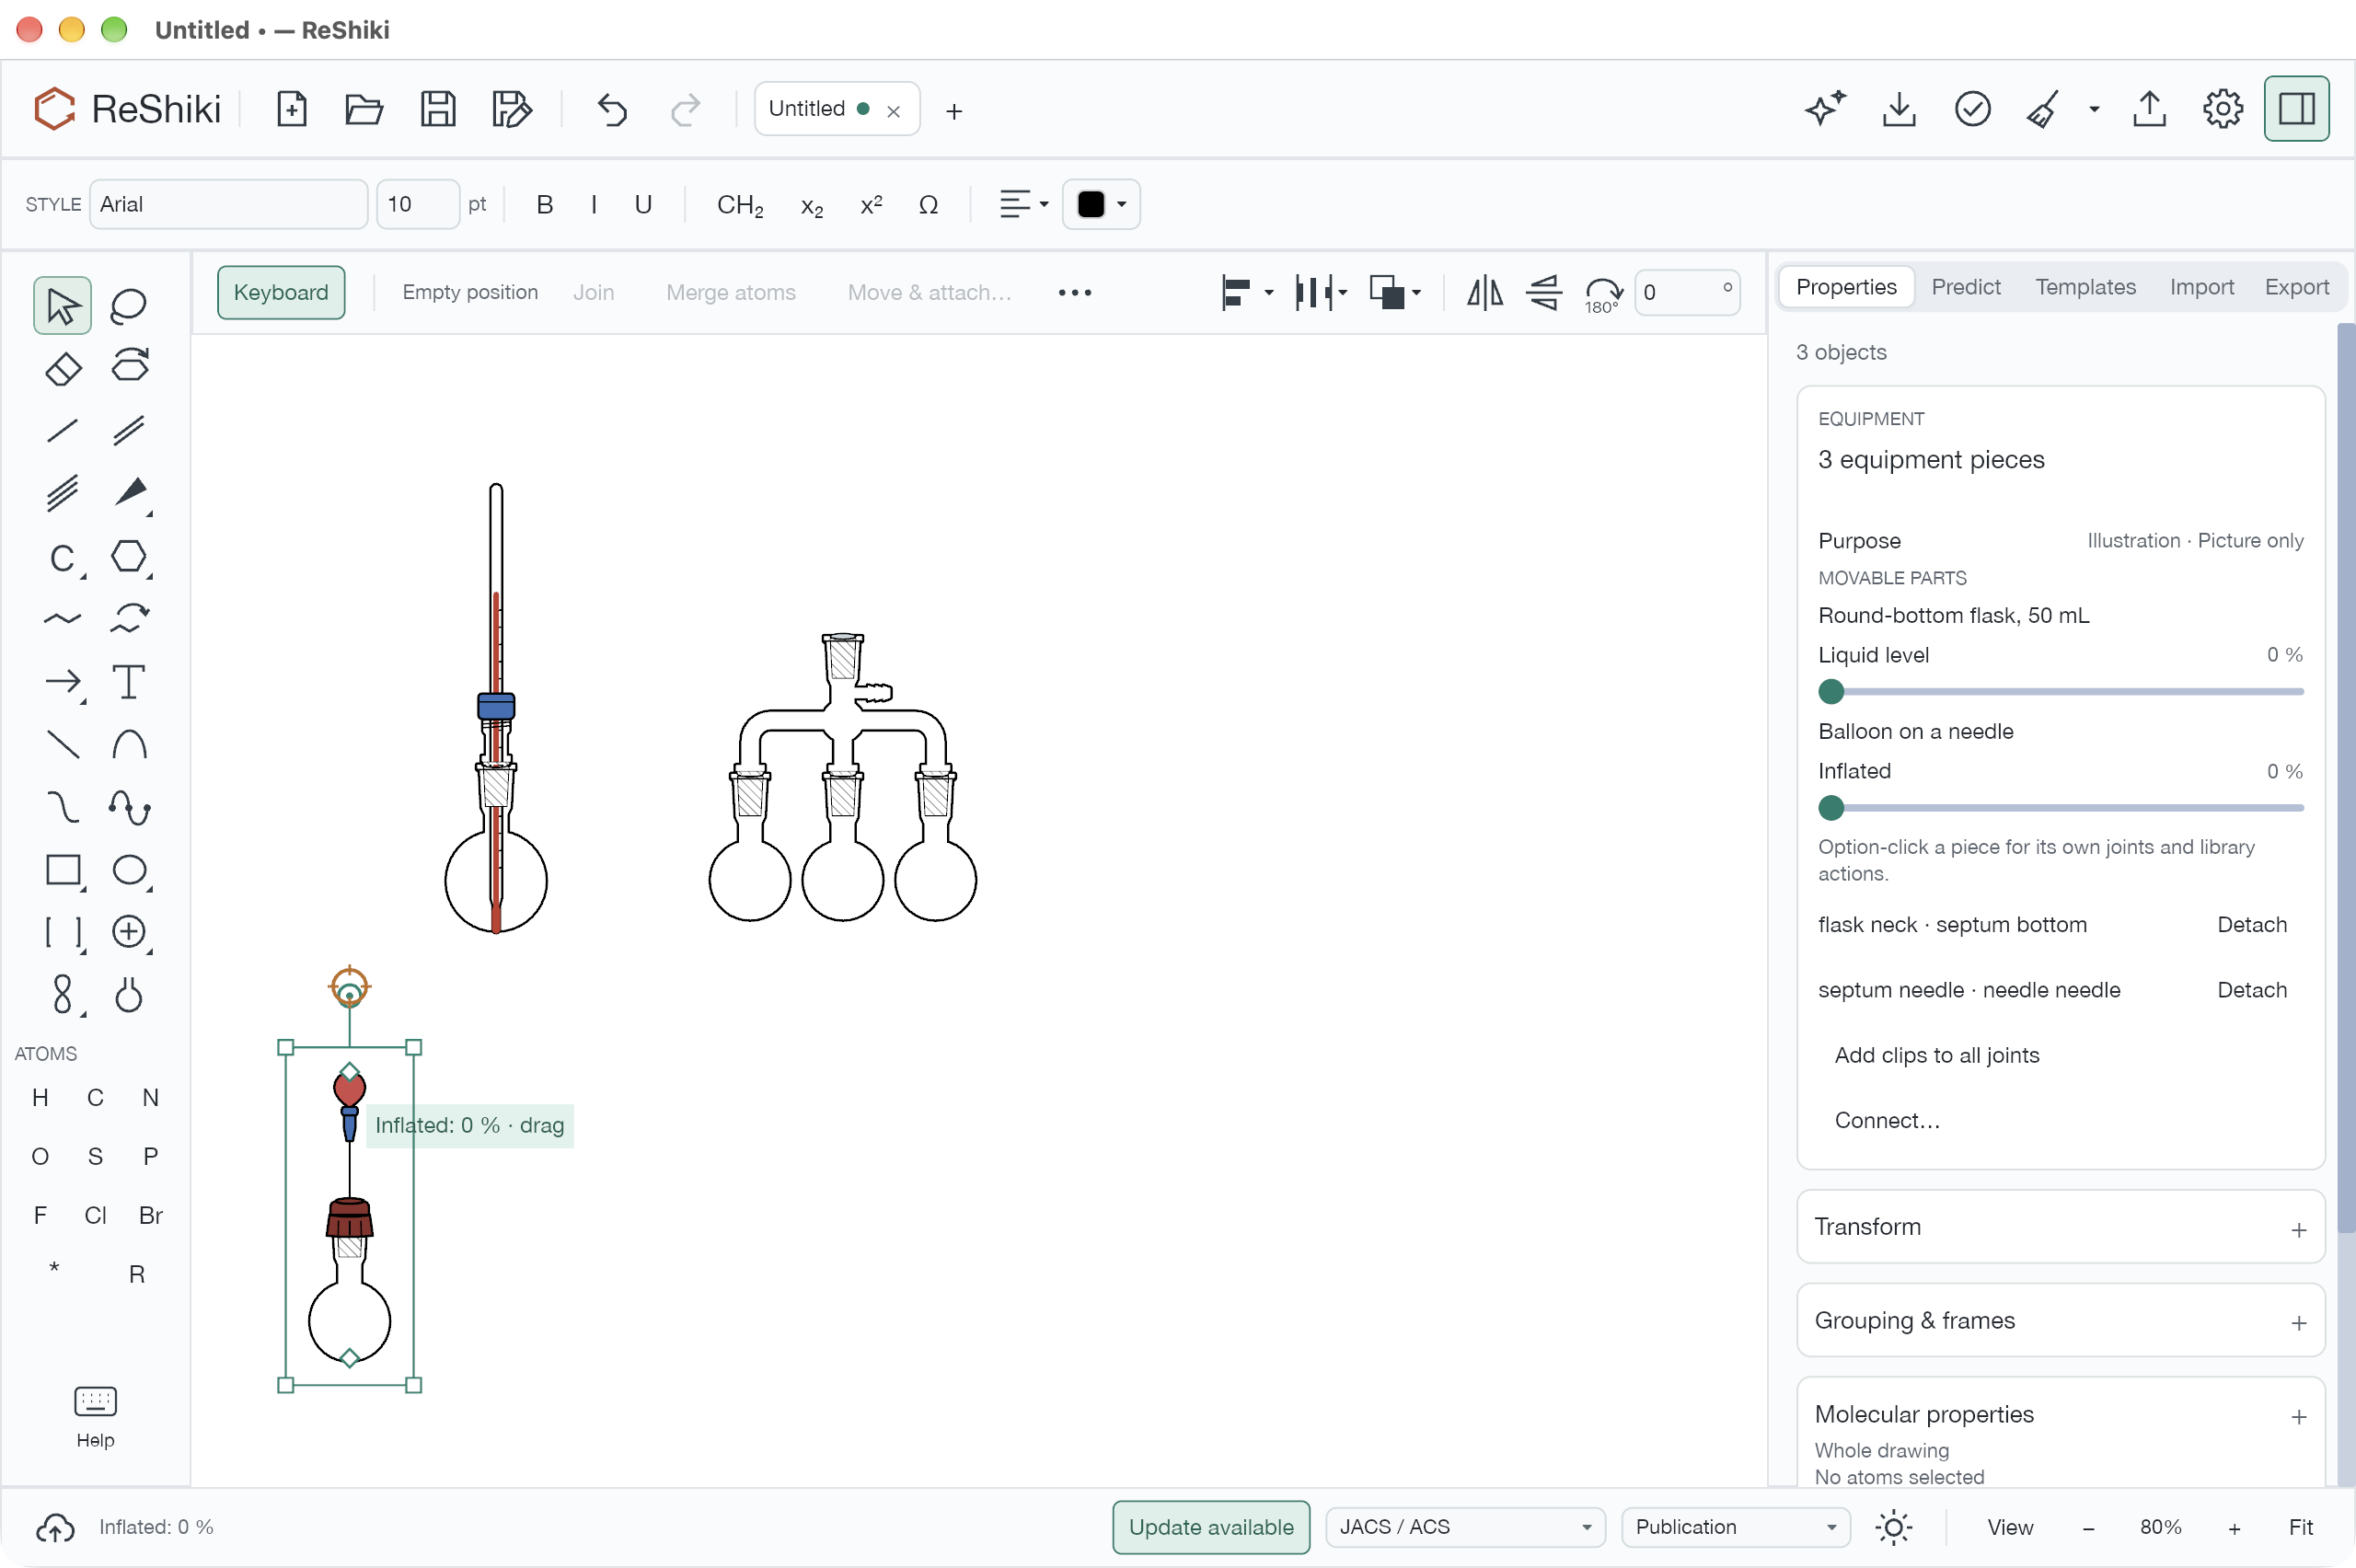 Untitled • — ReShiki
ReShiki
Untitled
STYLE Arial 10 pt B I U CH₂ x₂ x² Ω
Keyboard Empty position Join Merge atoms Move & attach... 180° 0 °
Properties Predict Templates Import Export
3 objects
EQUIPMENT
3 equipment pieces
Purpose Illustration · Picture only
MOVABLE PARTS
Round-bottom flask, 50 mL
Liquid level 0 %
Balloon on a needle
Inflated 0 %
Option-click a piece for its own joints and library
actions.
flask neck · septum bottom Detach
septum needle · needle needle Detach
Add clips to all joints
Connect...
Transform +
Grouping & frames +
Molecular properties +
Whole drawing
No atoms selected
C
T
ATOMS
H C N
O S P
F Cl Br
* R
Help
Inflated: 0 % · drag
Inflated: 0 %
Update available JACS / ACS Publication View − 80% + Fit